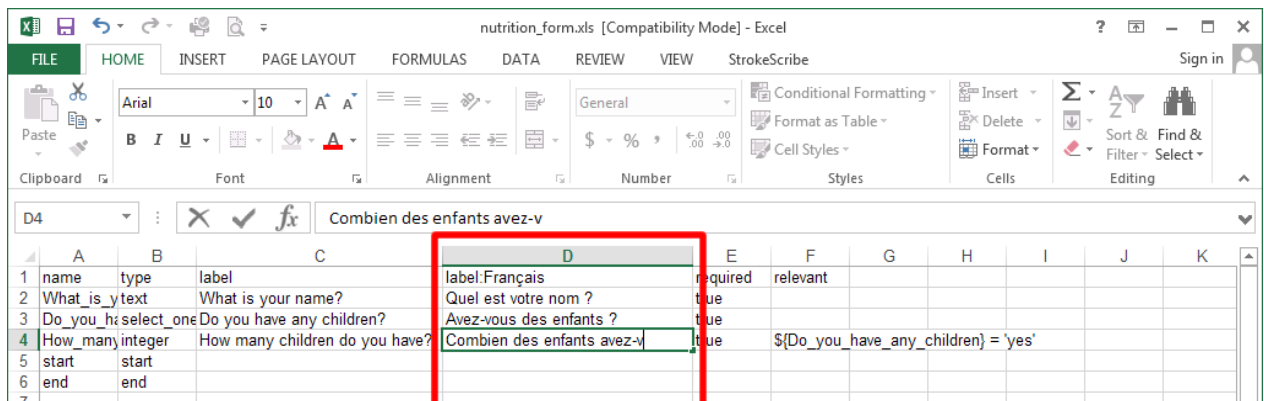 nutrition_form.xls [Compatibility Mode] - Excel ?
FILE HOME INSERT PAGE LAYOUT FORMULAS DATA REVIEW VIEW StrokeScribe Sign in
Arial 10 A A General Conditional Formatting Insert
Paste B I U A $ % , Format as Table Delete Sort & Find &
Cell Styles Format Filter Select
Clipboard Font Alignment Number Styles Cells Editing
D4 fx Combien des enfants avez-v
A B C D E F G H I J K
1 name type label label:Français required relevant
2 What_is_y text What is your name? Quel est votre nom ? true
3 Do_you_ha select_one Do you have any children? Avez-vous des enfants ? true
4 How_many integer How many children do you have? Combien des enfants avez-v true ${Do_you_have_any_children} = 'yes'
5 start start
6 end end
7